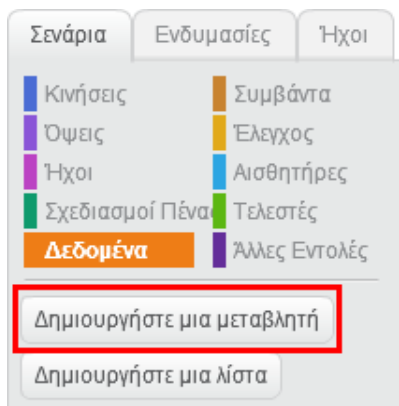 Σενάρια Ενδυμασίες Ήχοι
Κινήσεις Συμβάντα
Όψεις Έλεγχος
Ήχοι Αισθητήρες
Σχεδιασμοί Πένας Τελεστές
Δεδομένα Άλλες Εντολές
Δημιουργήστε μια μεταβλητή
Δημιουργήστε μια λίστα